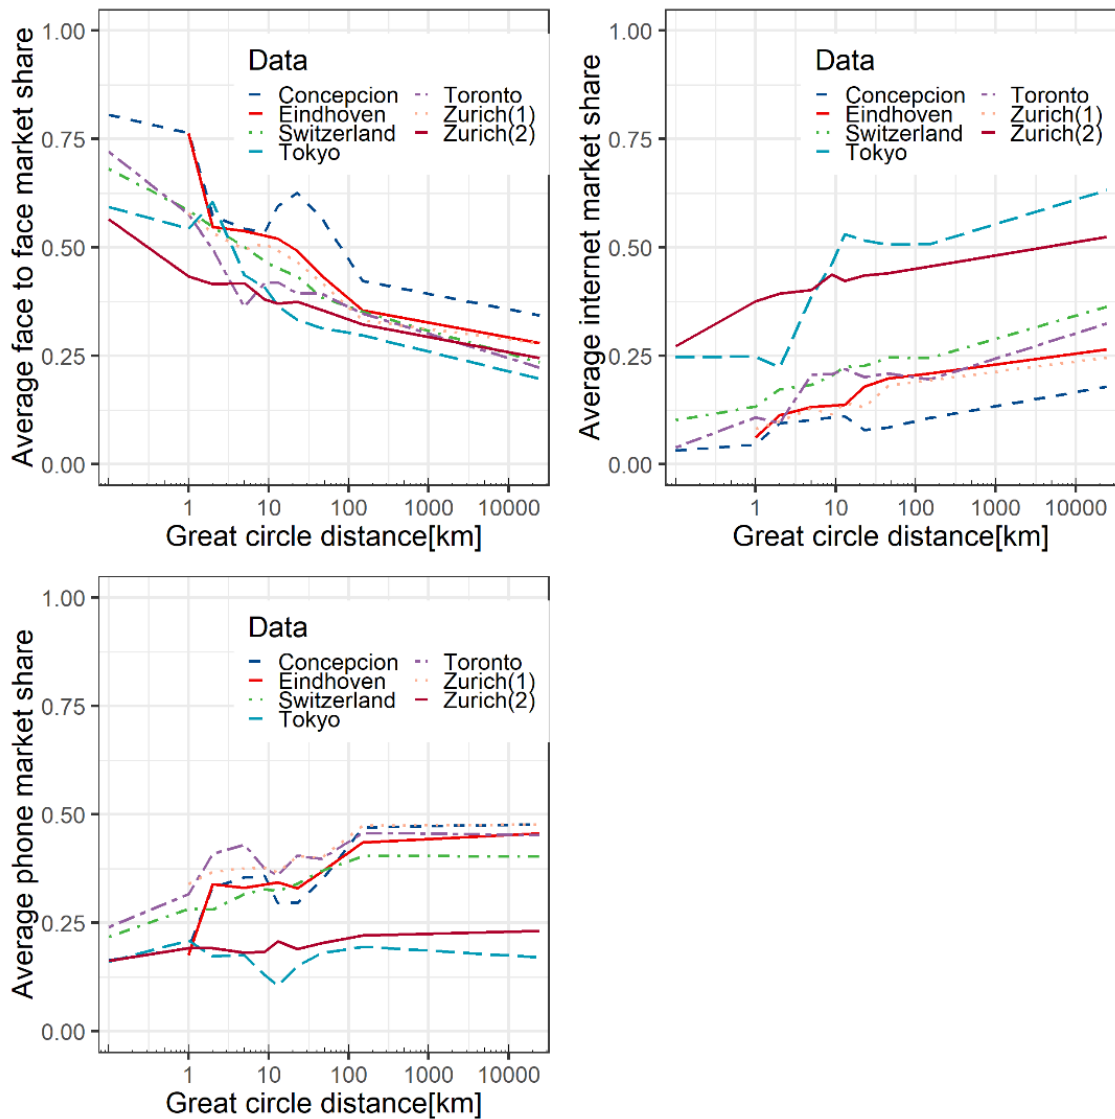 Average face to face market share
1.00
0.75
0.50
0.25
0.00
Data
Concepcion
Eindhoven
Switzerland
Tokyo
Toronto
Zurich(1)
Zurich(2)
1 10 100 1000 10000
Great circle distance[km]
Average internet market share
1.00
0.75
0.50
0.25
0.00
Data
Concepcion
Eindhoven
Switzerland
Tokyo
Toronto
Zurich(1)
Zurich(2)
1 10 100 1000 10000
Great circle distance[km]
Average phone market share
1.00
0.75
0.50
0.25
0.00
Data
Concepcion
Eindhoven
Switzerland
Tokyo
Toronto
Zurich(1)
Zurich(2)
1 10 100 1000 10000
Great circle distance[km]